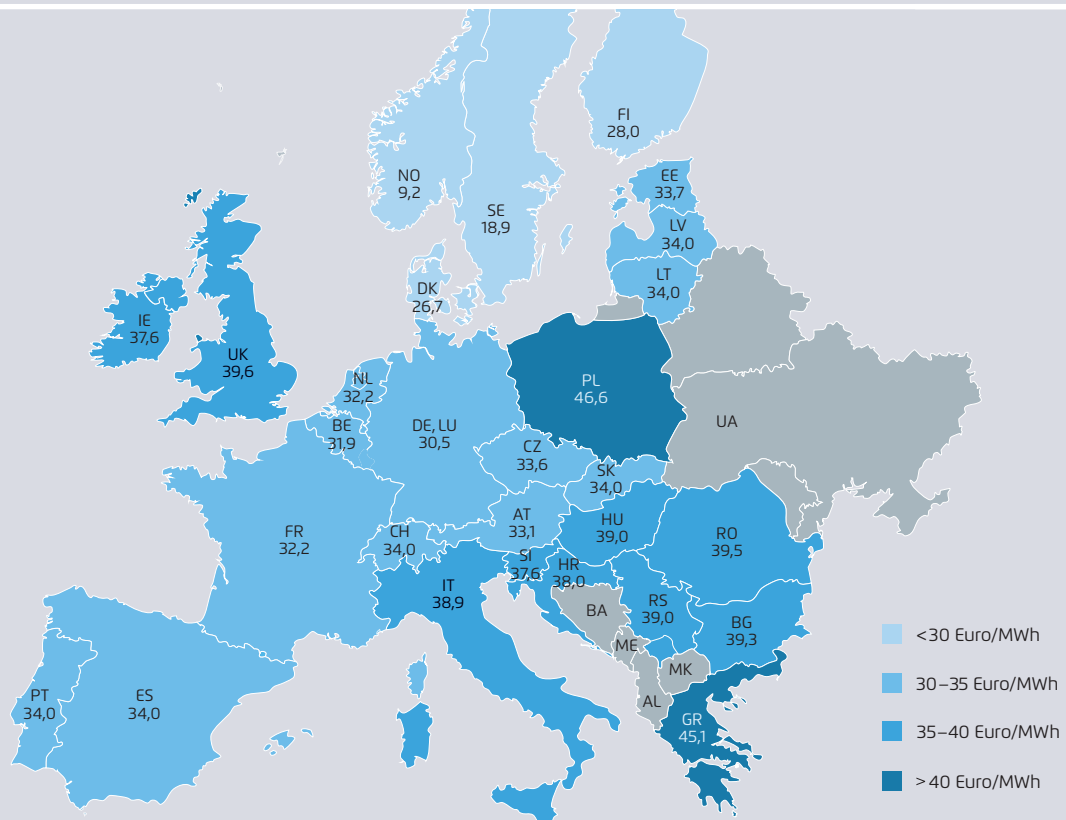 FI
28,0
NO
9,2
SE
18,9
EE
33,7
LV
34,0
LT
34,0
DK
26,7
IE
37,6
UK
39,6
NL
32,2
BE
31,9
DE, LU
30,5
PL
46,6
UA
CZ
33,6
SK
34,0
AT
33,1
HU
39,0
RO
39,5
FR
32,2
CH
34,0
SI
37,6
HR
38,0
IT
38,9
BA
RS
39,0
BG
39,3
ME
MK
AL
GR
45,1
PT
34,0
ES
34,0
<30 Euro/MWh
30–35 Euro/MWh
35–40 Euro/MWh
>40 Euro/MWh